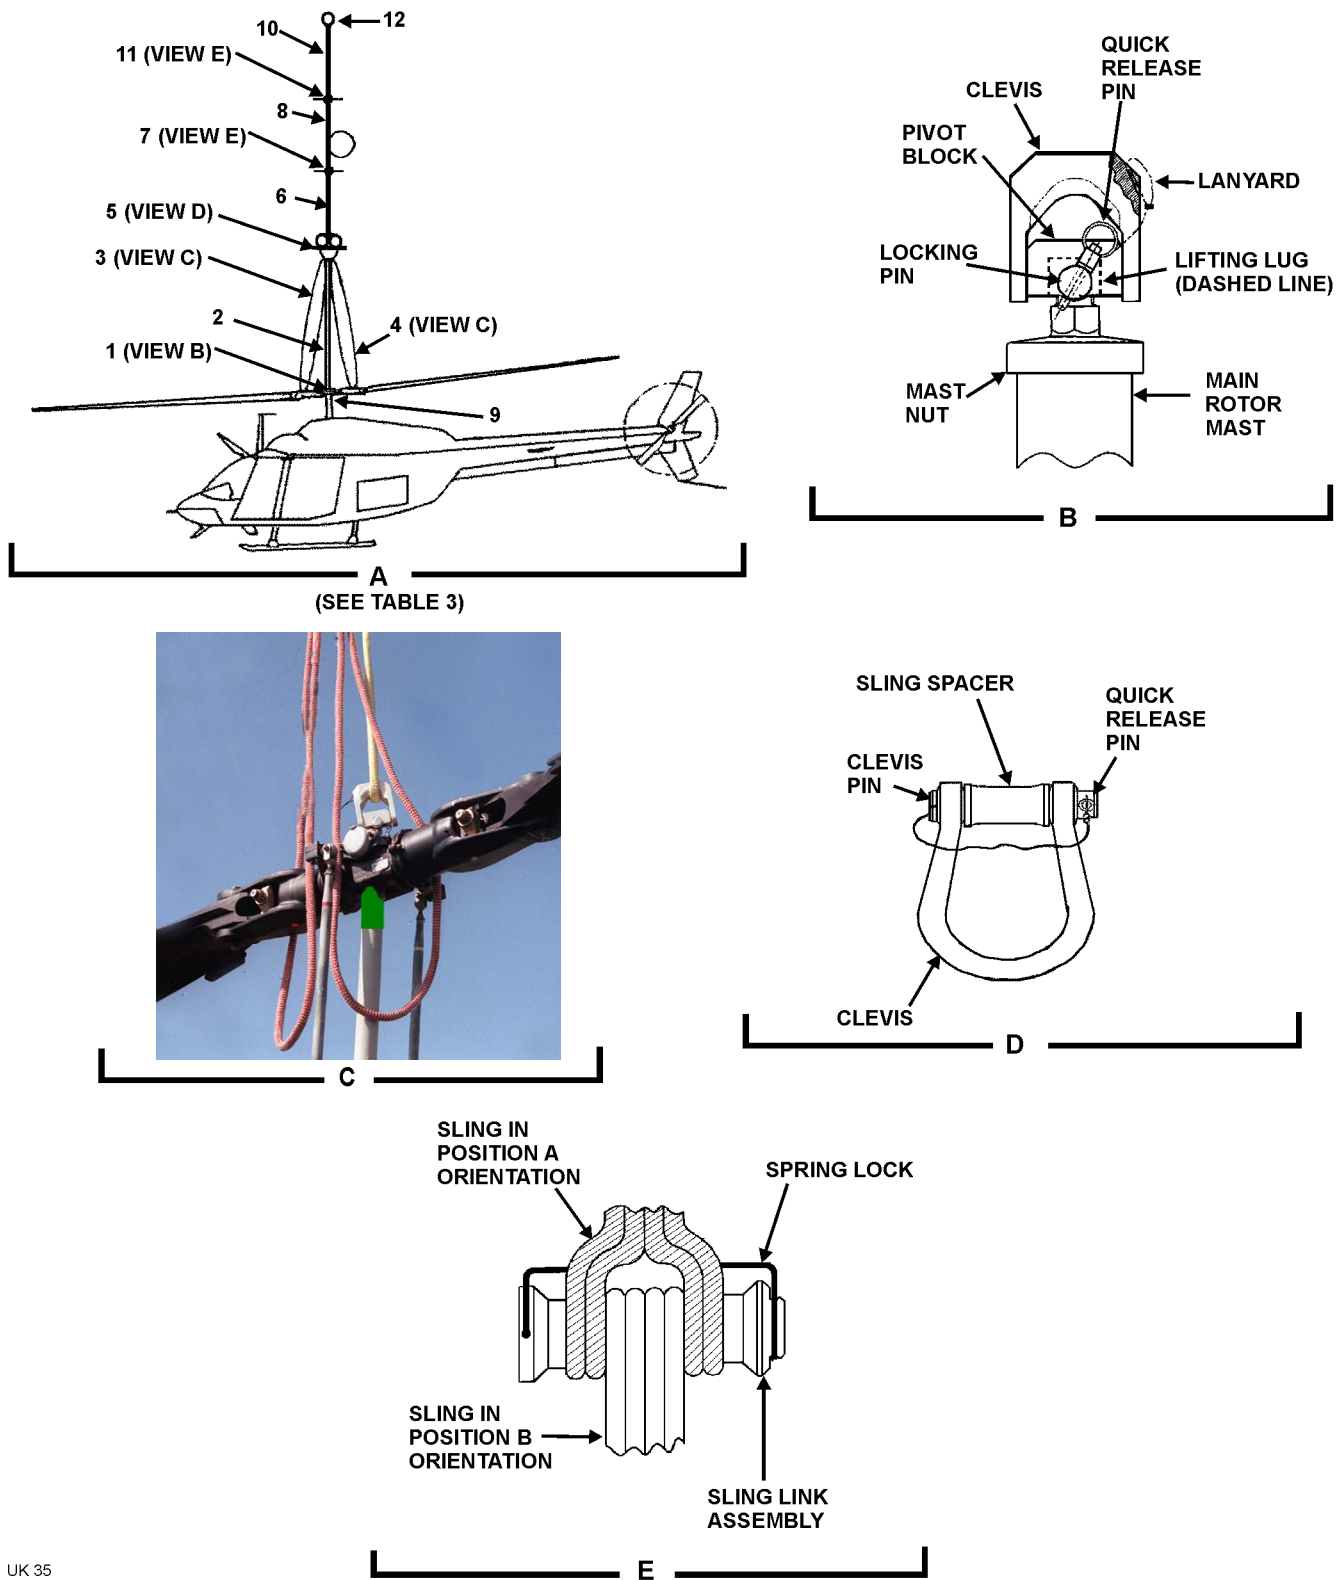 12
10
11 (VIEW E)
8
7 (VIEW E)
6
5 (VIEW D)
3 (VIEW C)
2
4 (VIEW C)
1 (VIEW B)
9
A
(SEE TABLE 3)
QUICK
RELEASE
PIN
CLEVIS
PIVOT
BLOCK
LANYARD
LOCKING
PIN
LIFTING LUG
(DASHED LINE)
MAST
NUT
MAIN
ROTOR
MAST
B
C
SLING SPACER
QUICK
RELEASE
PIN
CLEVIS
PIN
CLEVIS
D
SLING IN
POSITION A
ORIENTATION
SPRING LOCK
SLING IN
POSITION B
ORIENTATION
SLING LINK
ASSEMBLY
E
UK 35